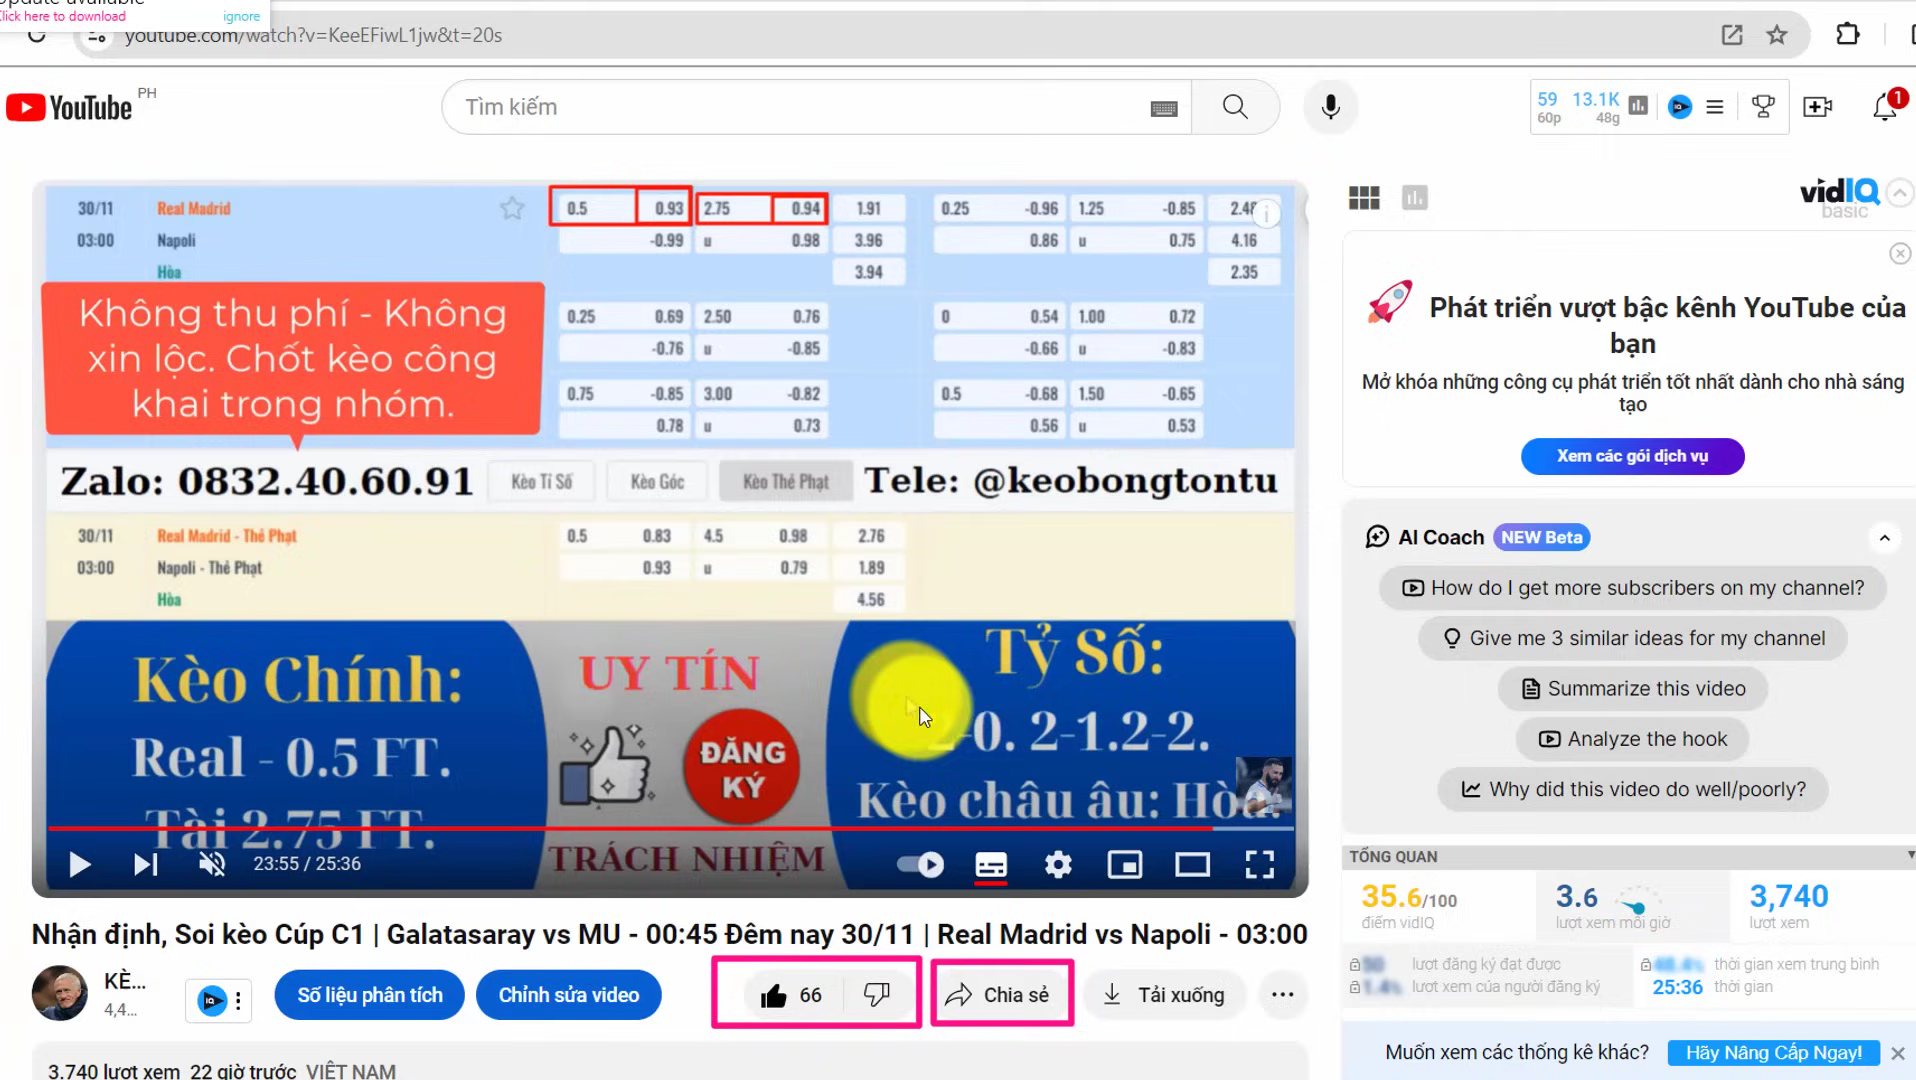 Click here to download
ignore
youtube.com/watch?v=KeeEFiwL1jw&t=20s
YouTube PH
Tìm kiếm
59 13.1K
60p 48g
1
30/11 Real Madrid 0.5 0.93 2.75 0.94 1.91 0.25 -0.96 1.25 -0.85
03:00 Napoli -0.99 u 0.98 3.96 0.86 u 0.75 4.16
Hòa 3.94 2.35
0.25 0.69 2.50 0.76 0 0.54 1.00 0.72
-0.76 u -0.85 -0.66 u -0.83
0.75 -0.85 3.00 -0.82 0.5 -0.68 1.50 -0.65
0.78 u 0.73 0.56 u 0.53
Không thu phí - Không
xin lộc. Chốt kèo công
khai trong nhóm.
Zalo: 0832.40.60.91 Kèo Tỉ Số Kèo Góc Kèo Thẻ Phạt Tele: @keobongtontu
30/11 Real Madrid - Thẻ Phạt 0.5 0.83 4.5 0.98 2.76
03:00 Napoli - Thẻ Phạt 0.93 u 0.79 1.89
Hòa 4.56
Kèo Chính:
Real - 0.5 FT.
Tài 2.75 FT.
UY TÍN
ĐĂNG
KÝ
TRÁCH NHIỆM
Tỷ Số:
2-0. 2-1.2-2.
Kèo châu âu: Hòa.
23:55 / 25:36
Nhận định, Soi kèo Cúp C1 | Galatasaray vs MU - 00:45 Đêm nay 30/11 | Real Madrid vs Napoli - 03:00
KÈ...
4,4...
Số liệu phân tích
Chỉnh sửa video
66
Chia sẻ
Tải xuống
3.740 lượt xem 22 giờ trước VIỆT NAM
vidIQ
basic
Phát triển vượt bậc kênh YouTube của
bạn
Mở khóa những công cụ phát triển tốt nhất dành cho nhà sáng
tạo
Xem các gói dịch vụ
AI Coach NEW Beta
How do I get more subscribers on my channel?
Give me 3 similar ideas for my channel
Summarize this video
Analyze the hook
Why did this video do well/poorly?
TỔNG QUAN
35.6/100 3.6 3,740
điểm vidIQ lượt xem mỗi giờ lượt xem
lượt đăng ký đạt được thời gian xem trung bình
lượt xem của người đăng ký 25:36 thời gian
Muốn xem các thống kê khác? Hãy Nâng Cấp Ngay!